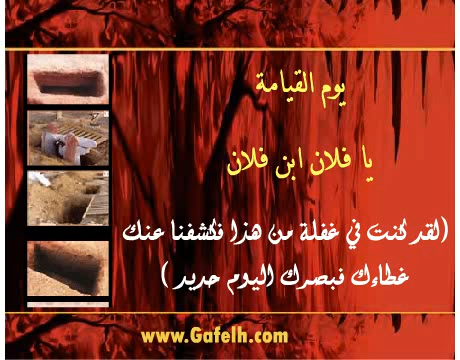 يوم القيامة
يا فلان ابن فلان
(لقد كنت في غفلة من هذا فكشفنا عنك
غطاءك فبصرك اليوم حديد)
www.Gafelh.com